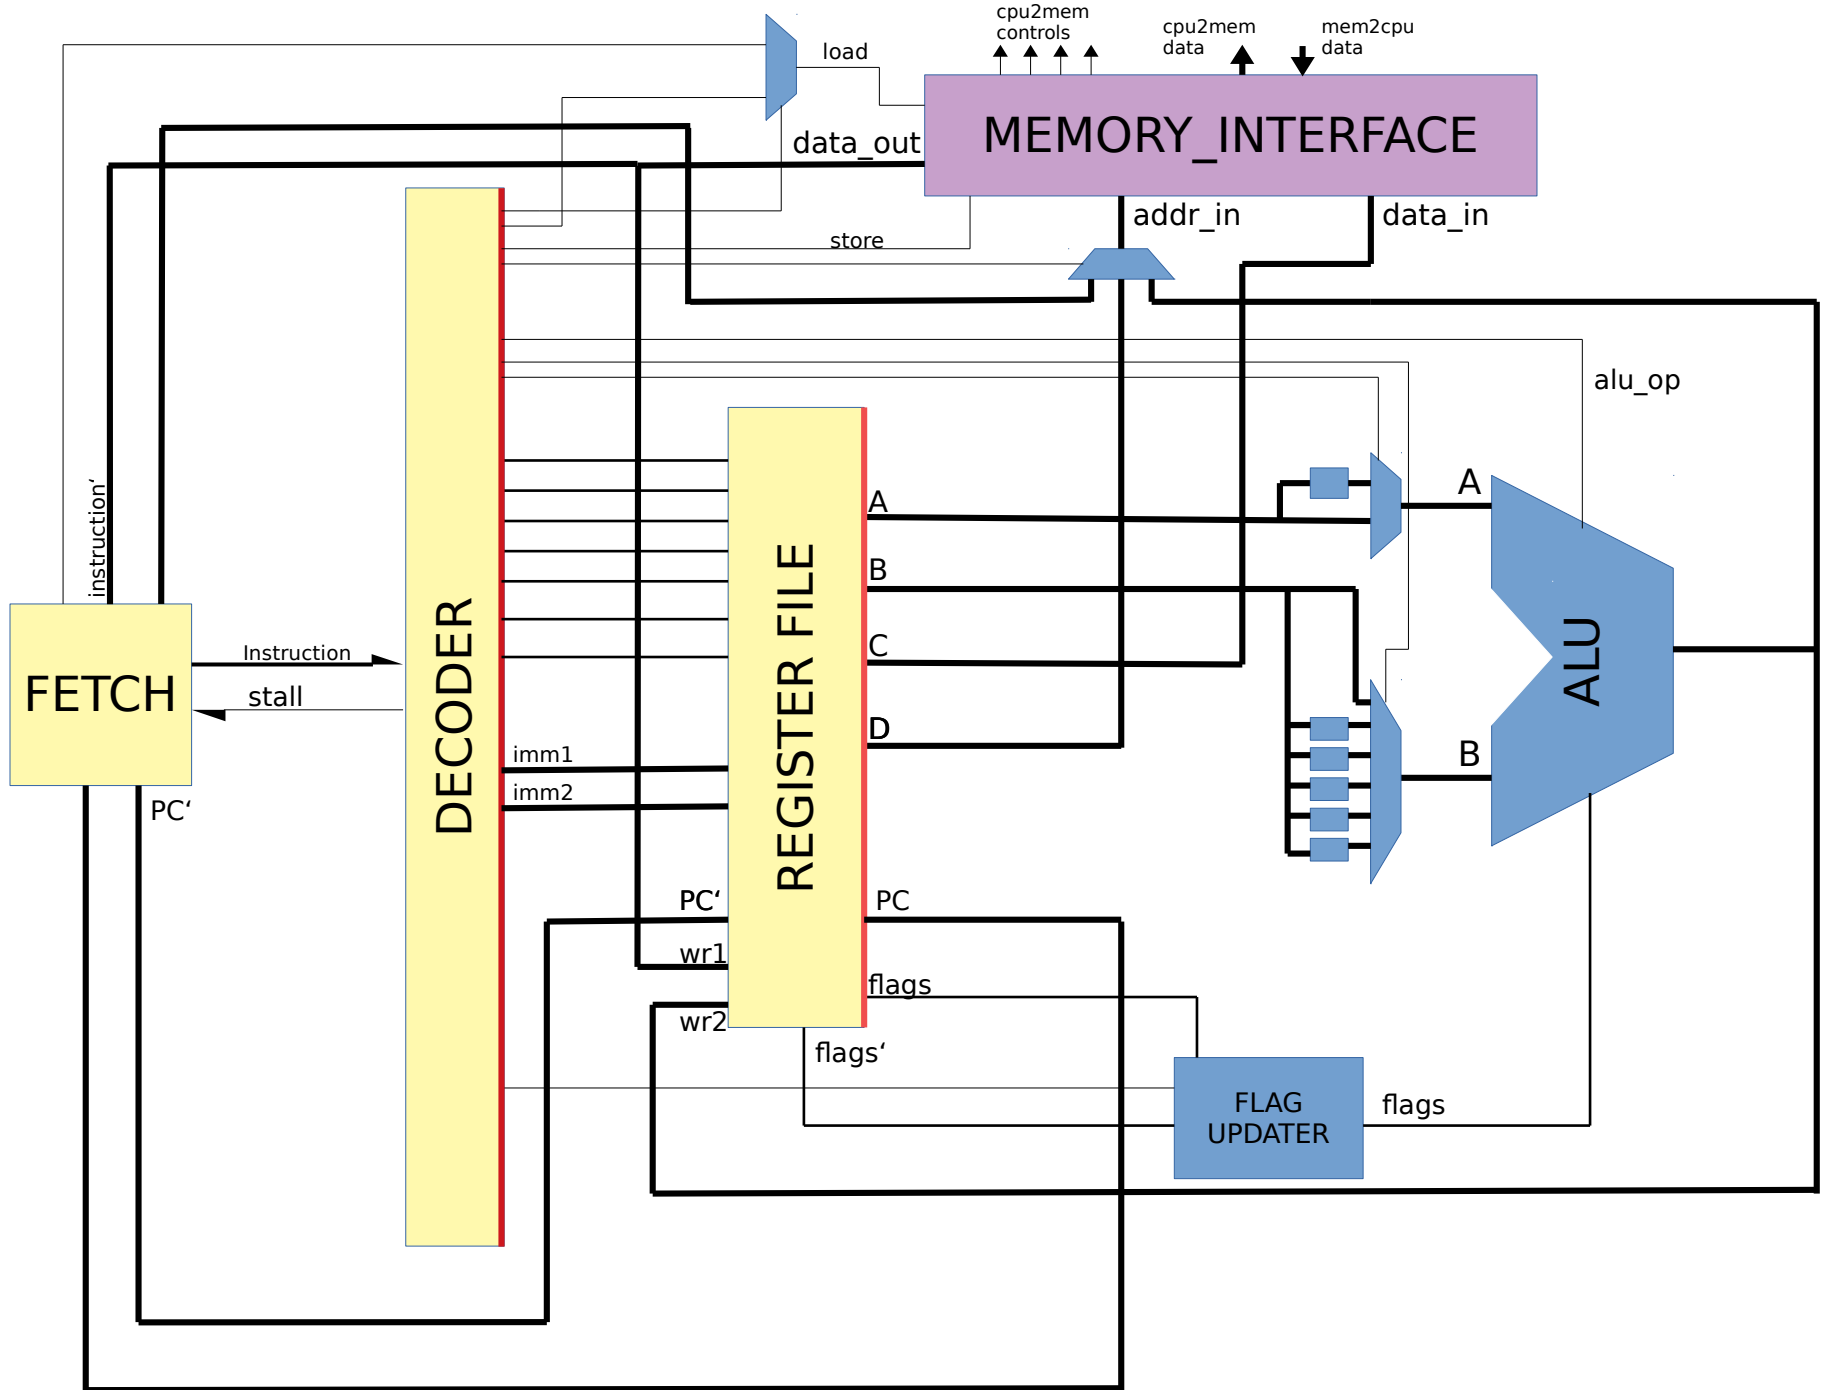 cpu2mem
controls
cpu2mem
data
mem2cpu
data
load
MEMORY_INTERFACE
data_out
addr_in
data_in
store
alu_op
instruction‘
A
A
B
REGISTER FILE
ALU
DECODER
C
Instruction
FETCH
stall
D
B
imm1
imm2
PC‘
PC‘
PC
wr1
flags
wr2
flags‘
FLAG
UPDATER
flags